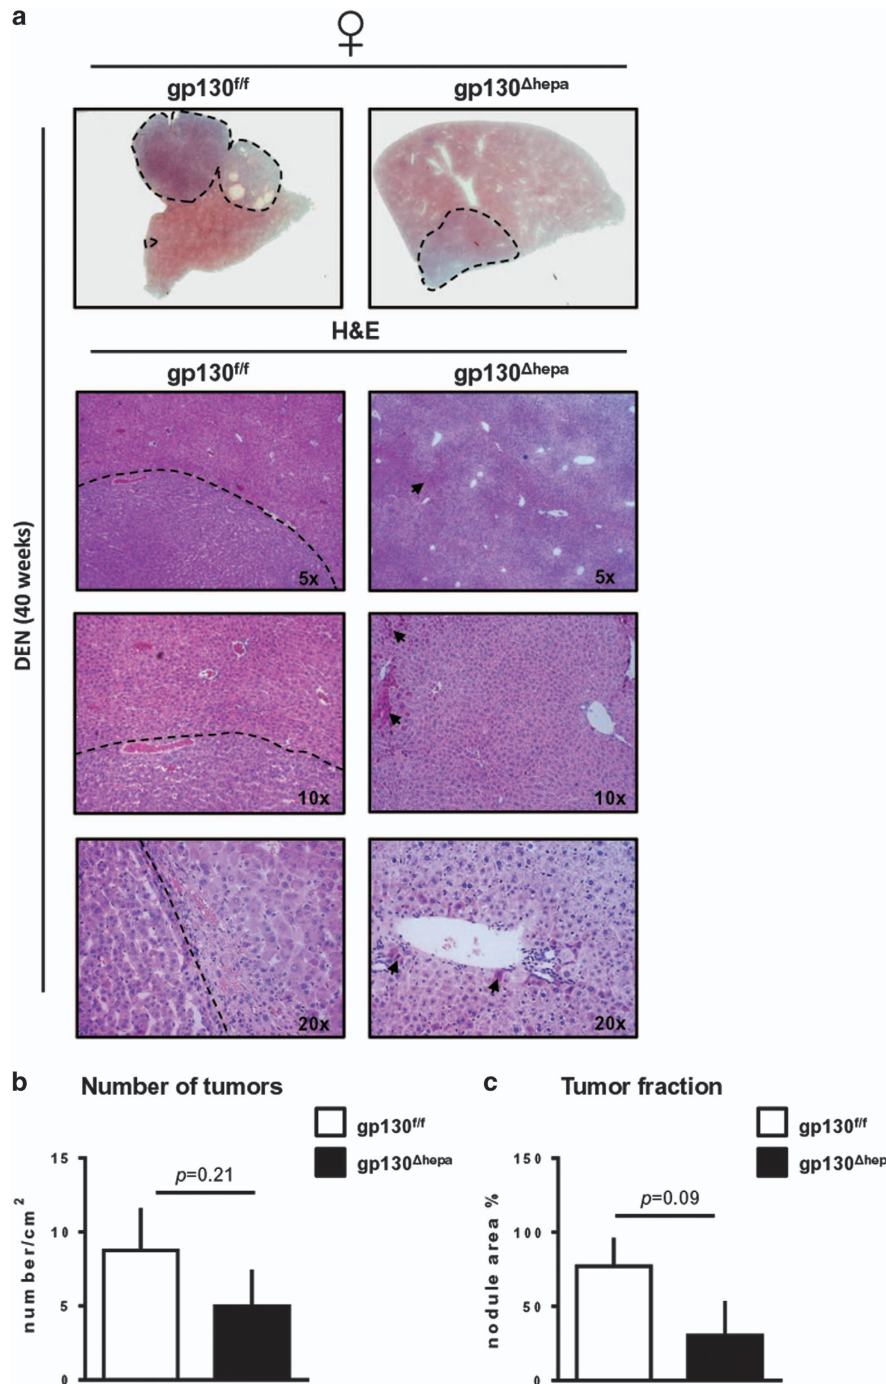 a
♀
gp130f/f gp130Δhepa
H&E
gp130f/f gp130Δhepa
DEN (40 weeks)
5x 5x
10x 10x
20x 20x
b Number of tumors
gp130f/f
gp130Δhepa
number/cm2
15
10
5
0
p=0.21
c Tumor fraction
gp130f/f
gp130Δhep
nodule area %
150
100
50
0
p=0.09